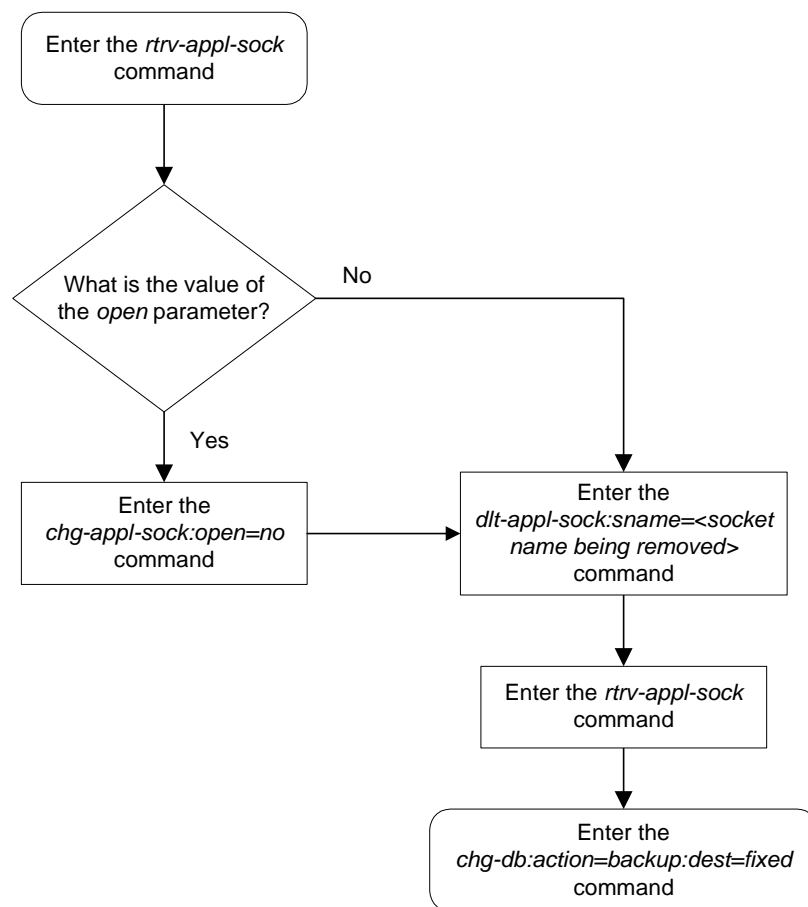 Enter the rtrv-appl-sock
command
What is the value of
the open parameter?
No
Yes
Enter the
chg-appl-sock:open=no
command
Enter the
dlt-appl-sock:sname=<socket
name being removed>
command
Enter the rtrv-appl-sock
command
Enter the
chg-db:action=backup:dest=fixed
command